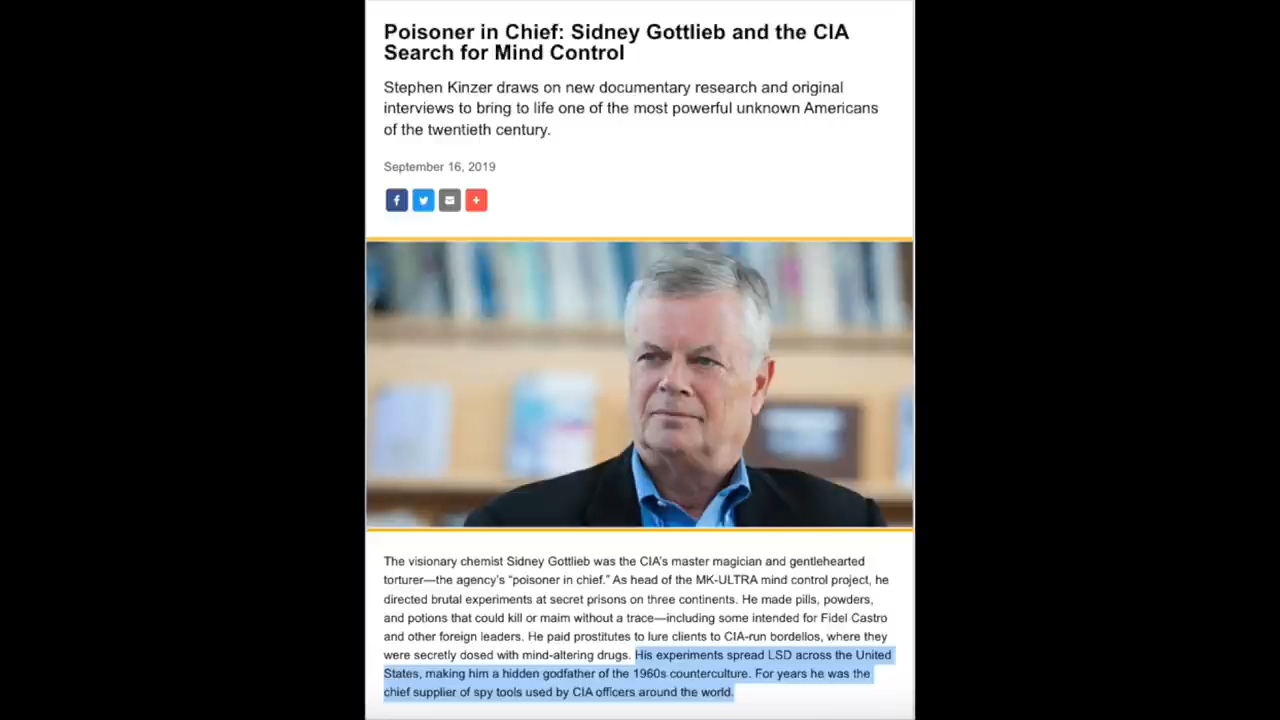 Poisoner in Chief: Sidney Gottlieb and the CIA
Search for Mind Control
Stephen Kinzer draws on new documentary research and original
interviews to bring to life one of the most powerful unknown Americans
of the twentieth century.
September 16, 2019
The visionary chemist Sidney Gottlieb was the CIA's master magician and gentlehearted
torturer—the agency's “poisoner in chief.” As head of the MK-ULTRA mind control project, he
directed brutal experiments at secret prisons on three continents. He made pills, powders,
and potions that could kill or maim without a trace—including some intended for Fidel Castro
and other foreign leaders. He paid prostitutes to lure clients to CIA-run bordellos, where they
were secretly dosed with mind-altering drugs. His experiments spread LSD across the United
States, making him a hidden godfather of the 1960s counterculture. For years he was the
chief supplier of spy tools used by CIA officers around the world.